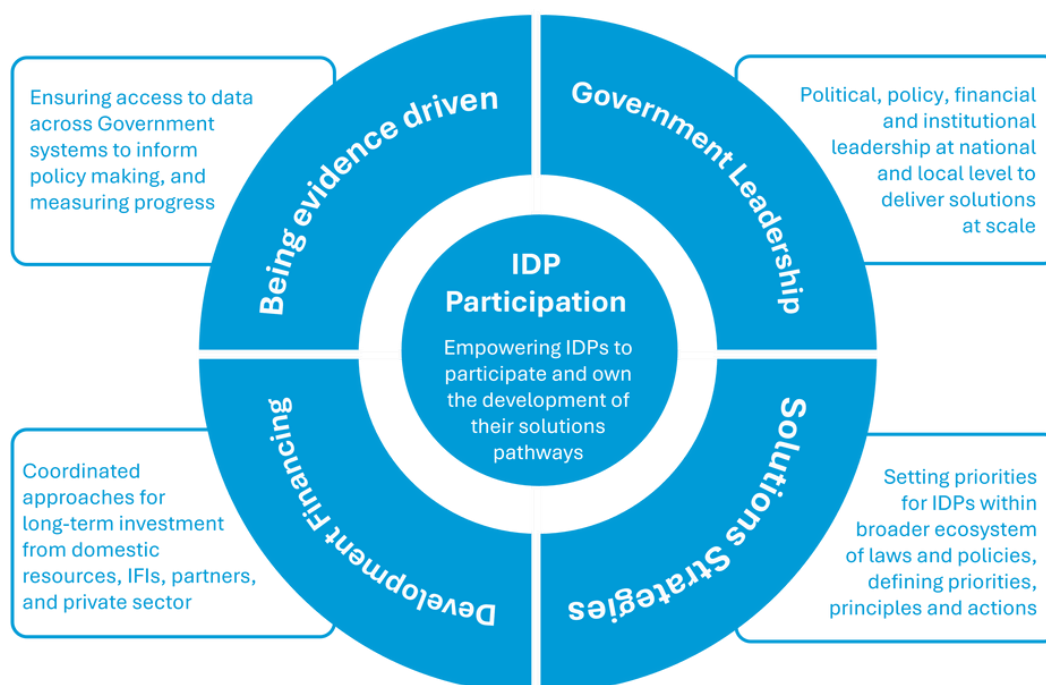 Being evidence driven
Ensuring access to data
across Government
systems to inform
policy making, and
measuring progress
Government Leadership
Political, policy, financial
and institutional
leadership at national
and local level to
deliver solutions
at scale
IDP
Participation
Empowering IDPs to
participate and own
the development of
their solutions
pathways
Development Financing
Coordinated
approaches for
long-term investment
from domestic
resources, IFIs, partners,
and private sector
Solutions Strategies
Setting priorities
for IDPs within
broader ecosystem
of laws and policies,
defining priorities,
principles and actions